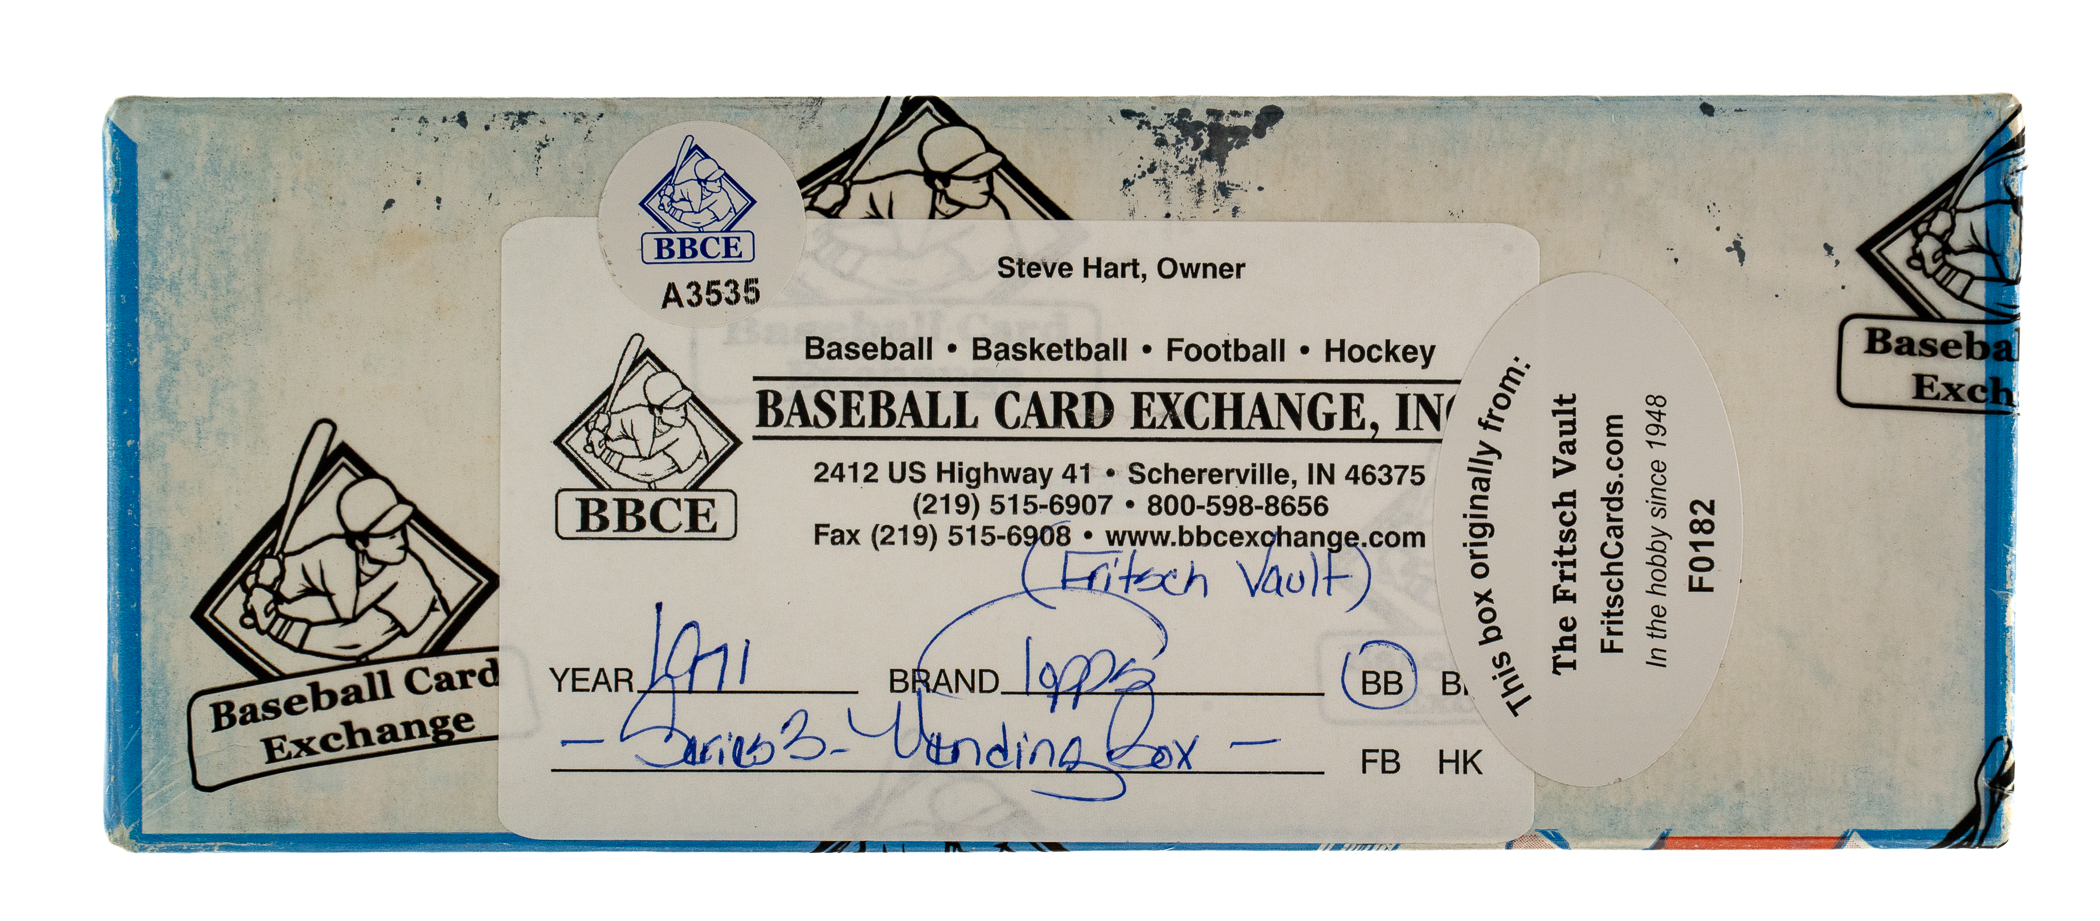 BBCE
A3535
Steve Hart, Owner
Baseball • Basketball • Football • Hockey
BASEBALL CARD EXCHANGE, INC
BBCE
2412 US Highway 41 • Schererville, IN 46375
(219) 515-6907 • 800-598-8656
Fax (219) 515-6908 • www.bbcexchange.com
(Fritsch Vault)
YEAR 1971 BRAND Topps BB
- Series 3 - Vending Box -
FB HK
This box originally from:
The Fritsch Vault
FritschCards.com
In the hobby since 1948
F0182
Baseball Card
Exchange
Baseba
Exch